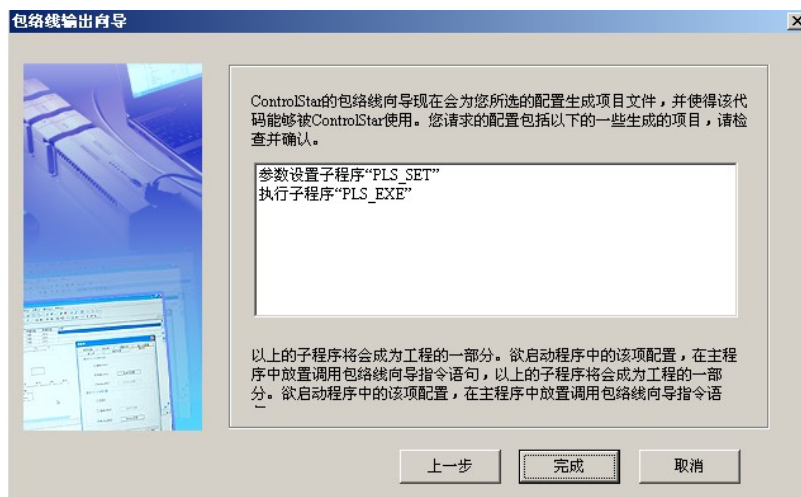 包络线输出向导
ControlStar的包络线向导现在会为您所选的配置生成项目文件，并使得该代
码能够被ControlStar使用。您请求的配置包括以下的一些生成的项目，请检
查并确认。
参数设置子程序“PLS_SET”
执行子程序“PLS_EXE”
以上的子程序将会成为工程的一部分。欲启动程序中的该项配置，在主程
序中放置调用包络线向导指令语句，以上的子程序将会成为工程的一部
分。欲启动程序中的该项配置，在主程序中放置调用包络线向导指令语
上一步
完成
取消